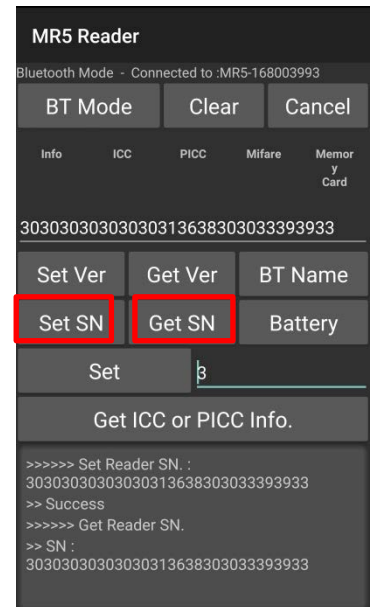 MR5 Reader
Bluetooth Mode - Connected to :MR5-168003993
BT Mode Clear Cancel
Info ICC PICC Mifare Memor
y
Card
30303030303030313638303033393933
Set Ver Get Ver BT Name
Set SN Get SN Battery
Set 3
Get ICC or PICC Info.
>>>>>> Set Reader SN. :
30303030303030313638303033393933
>> Success
>>>>>> Get Reader SN.
>> SN :
30303030303030313638303033393933